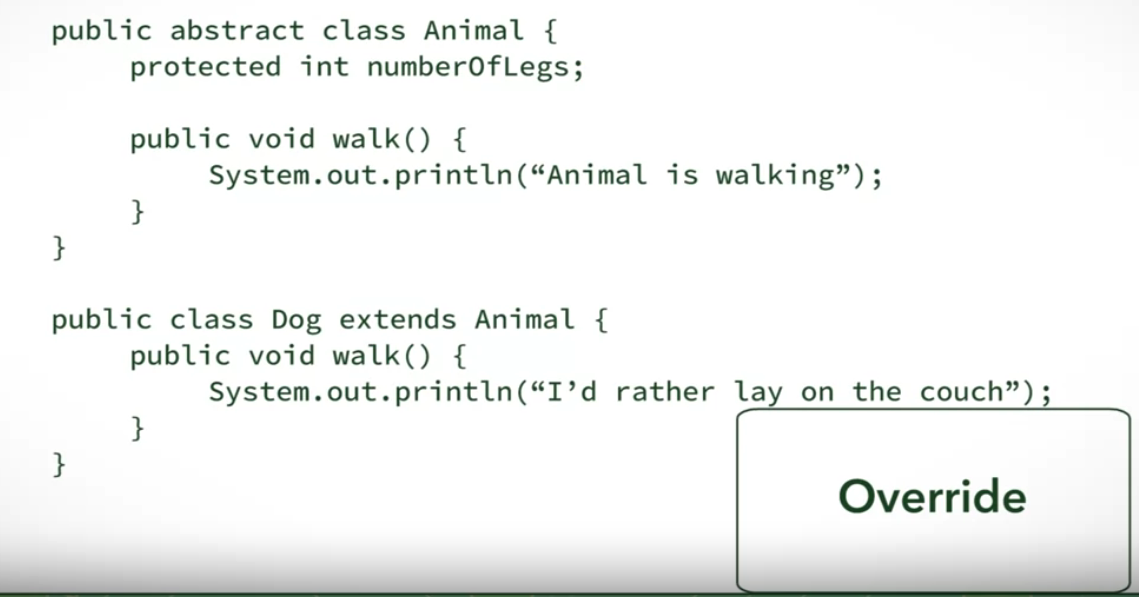 public abstract class Animal {
protected int numberOfLegs;
public void walk() {
System.out.println(“Animal is walking”);
}
}
public class Dog extends Animal {
public void walk() {
System.out.println(“I’d rather lay on the couch”);
}
}
Override